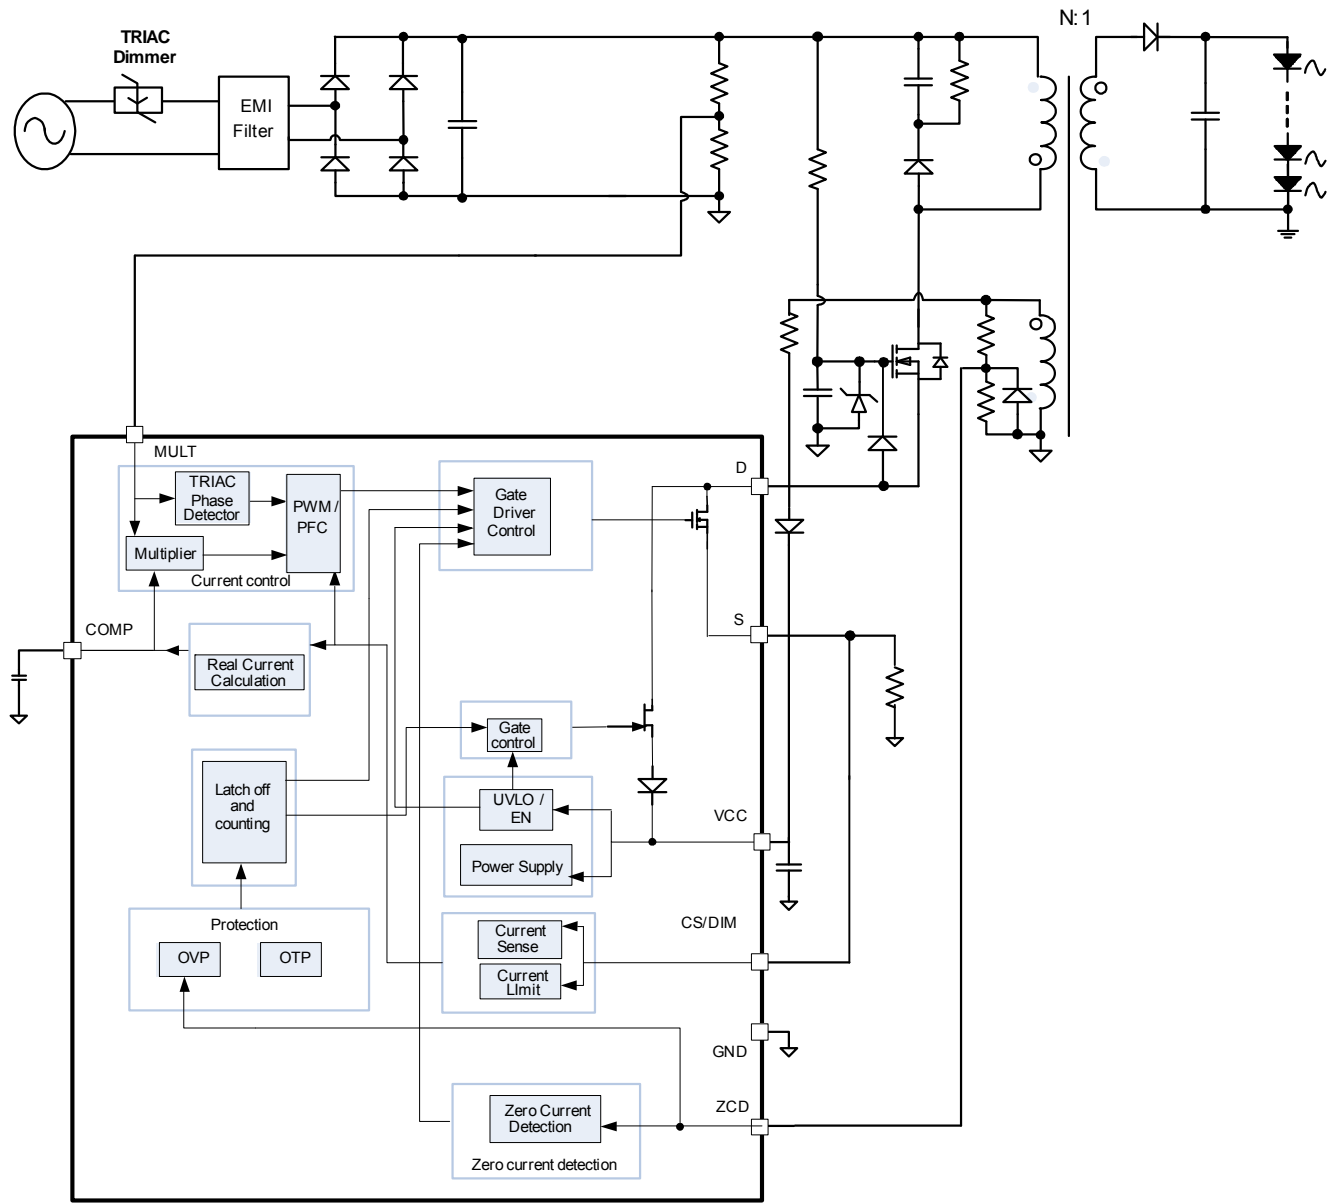 N:1
TRIAC
Dimmer
EMI
Filter
MULT
TRIAC
Phase
Detector
PWM /
PFC
Multiplier
Current control
Gate
Driver
Control
D
S
COMP
Real Current
Calculation
Gate
control
Latch off
and
counting
UVLO /
EN
Power Supply
VCC
Protection
OVP
OTP
Current
Sense
Current
LImit
CS/DIM
GND
ZCD
Zero Current
Detection
Zero current detection